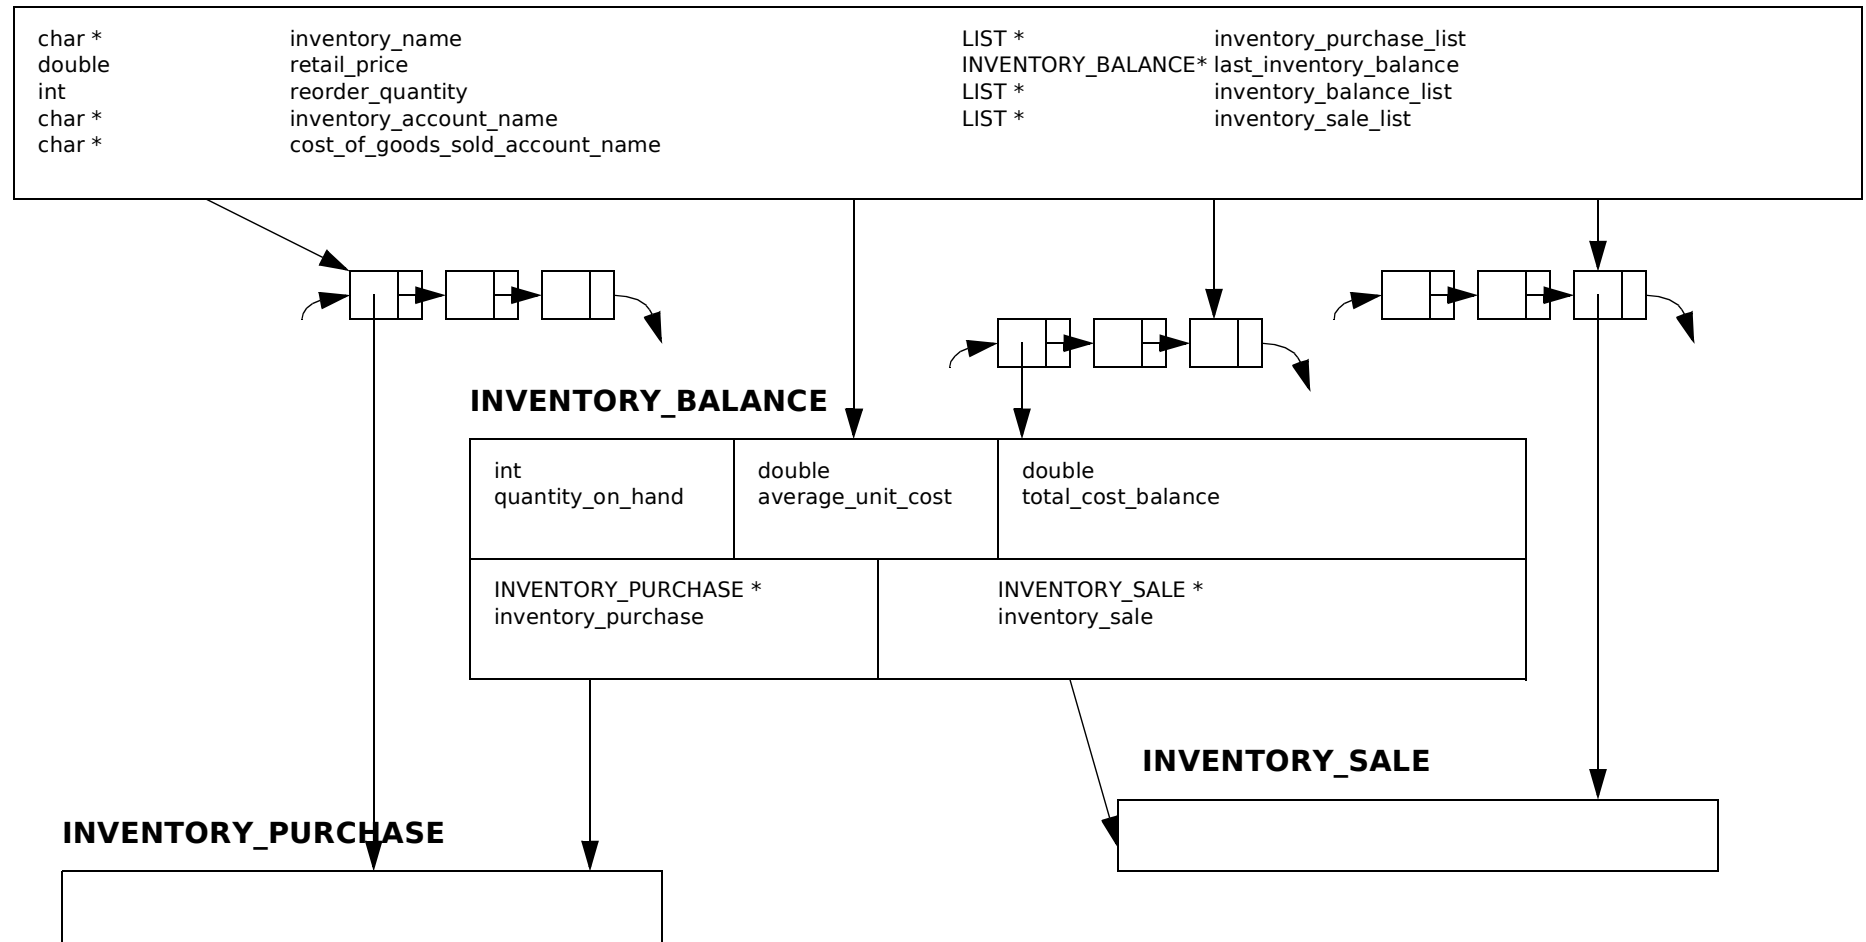 char * inventory_name
double retail_price
int reorder_quantity
char * inventory_account_name
char * cost_of_goods_sold_account_name
LIST * inventory_purchase_list
INVENTORY_BALANCE* last_inventory_balance
LIST * inventory_balance_list
LIST * inventory_sale_list
INVENTORY_BALANCE
int
quantity_on_hand
double
average_unit_cost
double
total_cost_balance
INVENTORY_PURCHASE *
inventory_purchase
INVENTORY_SALE *
inventory_sale
INVENTORY_SALE
INVENTORY_PURCHASE